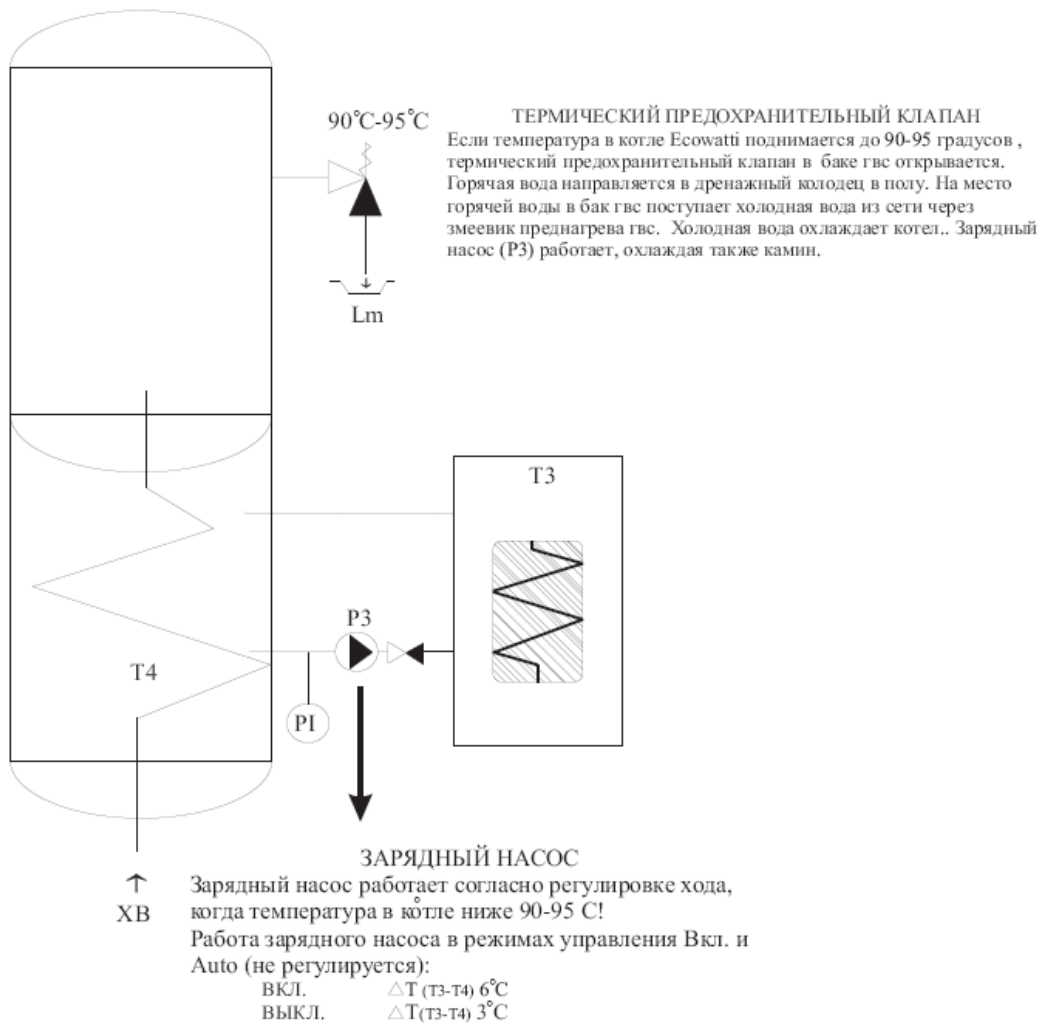 90°C-95°C
ТЕРМИЧЕСКИЙ ПРЕДОХРАНИТЕЛЬНЫЙ КЛАПАН
Если температура в котле Ecowatti поднимается до 90-95 градусов ,
термический предохранительный клапан в баке гвс открывается.
Горячая вода направляется в дренажный колодец в полу. На место
горячей воды в бак гвс поступает холодная вода из сети через
змеевик преднагрева гвс. Холодная вода охлаждает котел.. Зарядный
насос (P3) работает, охлаждая также камин.
Lm
T3
P3
T4
PI
ХВ
ЗАРЯДНЫЙ НАСОС
Зарядный насос работает согласно регулировке хода,
когда температура в котле ниже 90-95 °С!
Работа зарядного насоса в режимах управления Вкл. и
Auto (не регулируется):
ВКЛ. △T (T3-T4) 6°C
ВЫКЛ. △T(T3-T4) 3°C